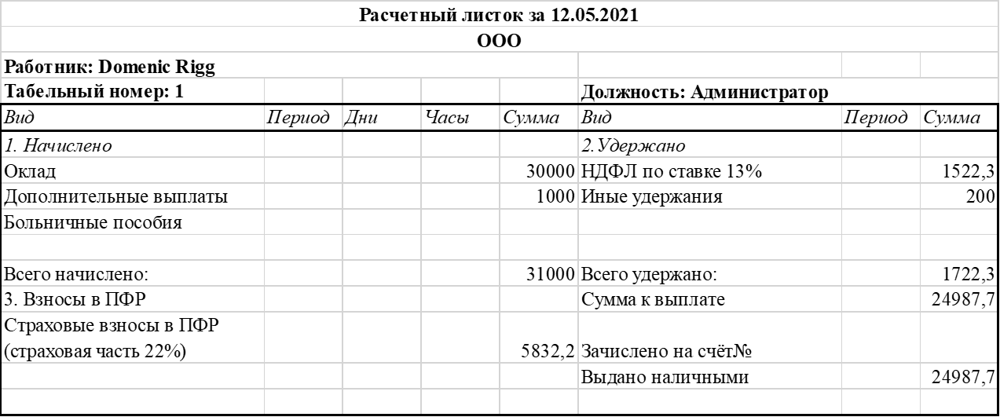 Расчетный листок за 12.05.2021
ООО
Работник: Domenic Rigg
Табельный номер: 1 Должность: Администратор
Вид Период Дни Часы Сумма Вид Период Сумма
1. Начислено 2.Удержано
Оклад 30000 НДФЛ по ставке 13% 1522,3
Дополнительные выплаты 1000 Иные удержания 200
Больничные пособия
Всего начислено: 31000 Всего удержано: 1722,3
3. Взносы в ПФР Сумма к выплате 24987,7
Страховые взносы в ПФР
(страховая часть 22%) 5832,2 Зачислено на счёт№
Выдано наличными 24987,7